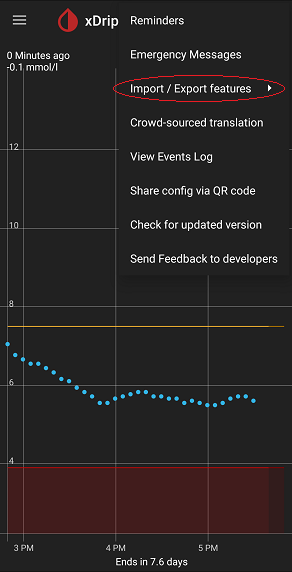 xDrip
0 Minutes ago
-0.1 mmol/l
Reminders
Emergency Messages
Import / Export features
Crowd-sourced translation
View Events Log
Share config via QR code
Check for updated version
Send Feedback to developers
12
10
8
6
4
3 PM
4 PM
5 PM
Ends in 7.6 days